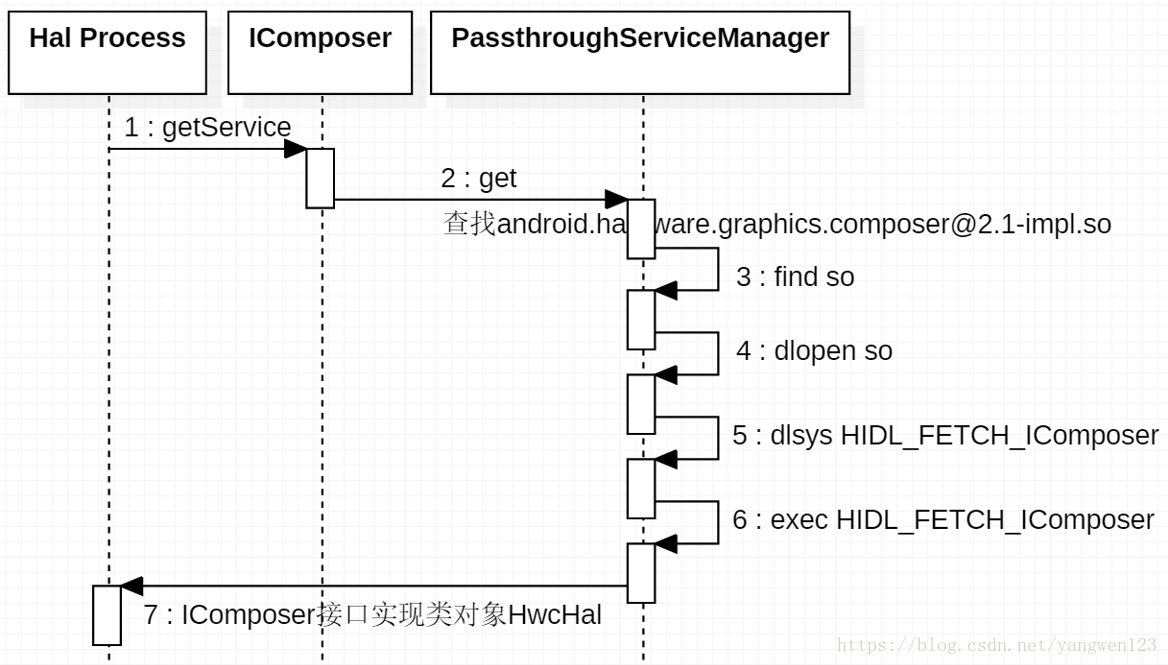 Hal Process
IComposer
PassthroughServiceManager
1 : getService
2 : get
查找android.hardware.graphics.composer@2.1-impl.so
3 : find so
4 : dlopen so
5 : dlsys HIDL_FETCH_IComposer
6 : exec HIDL_FETCH_IComposer
7 : IComposer接口实现类对象HwcHal
https://blog.csdn.net/yangwen123